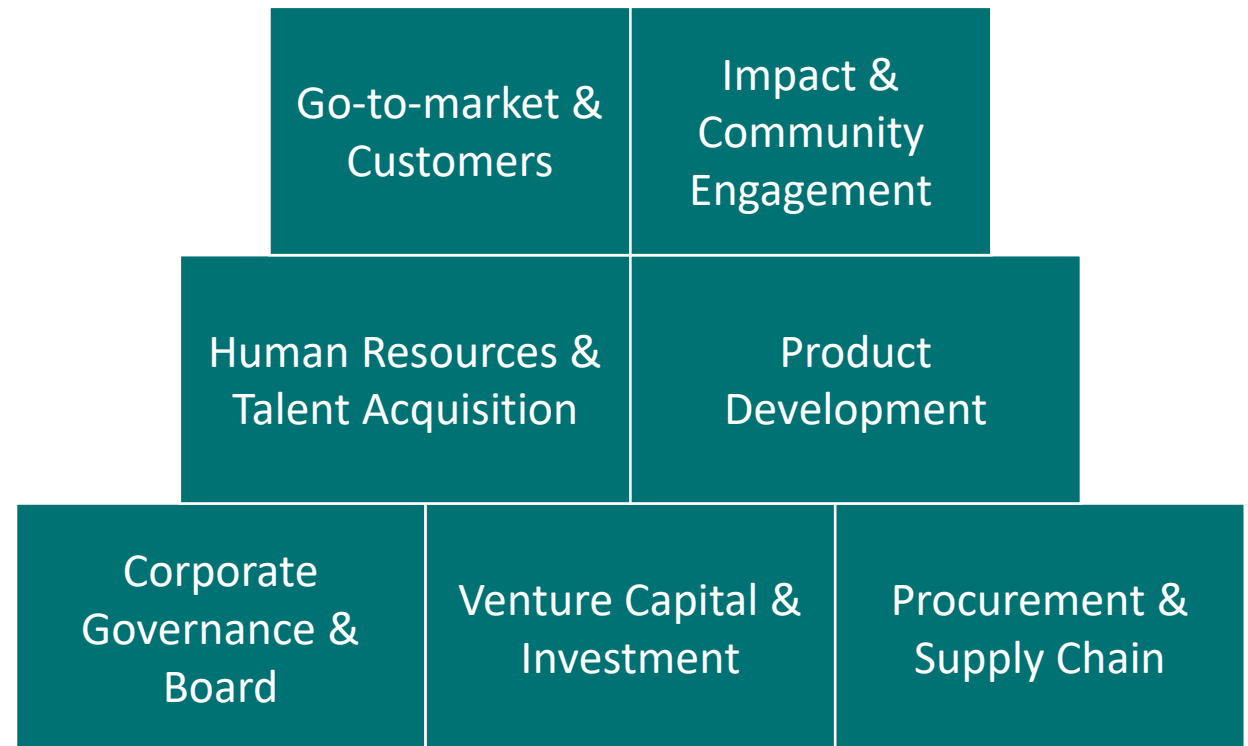 Go-to-market &
Customers
Impact &
Community
Engagement
Human Resources &
Talent Acquisition
Product
Development
Corporate
Governance &
Board
Venture Capital &
Investment
Procurement &
Supply Chain